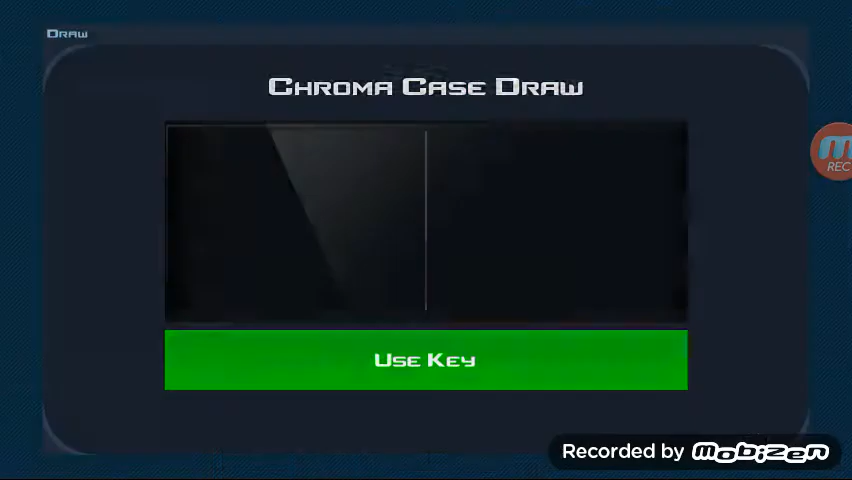 Draw
Chroma Case Draw
REC
Use Key
Recorded by mobizen